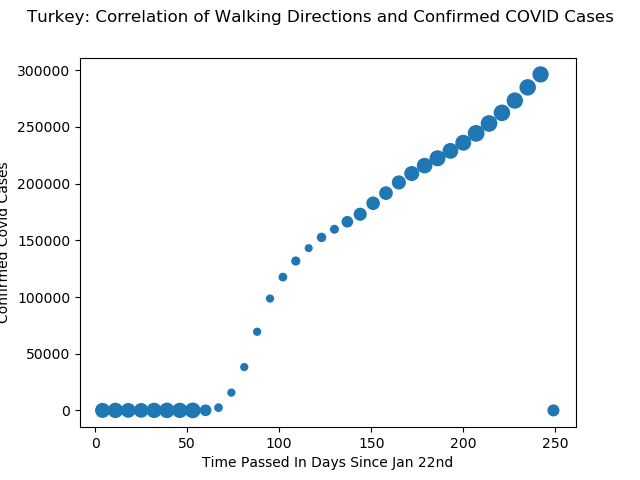 Turkey: Correlation of Walking Directions and Confirmed COVID Cases
300000
250000
200000
150000
100000
50000
0
Confirmed Covid Cases
0 50 100 150 200 250
Time Passed In Days Since Jan 22nd